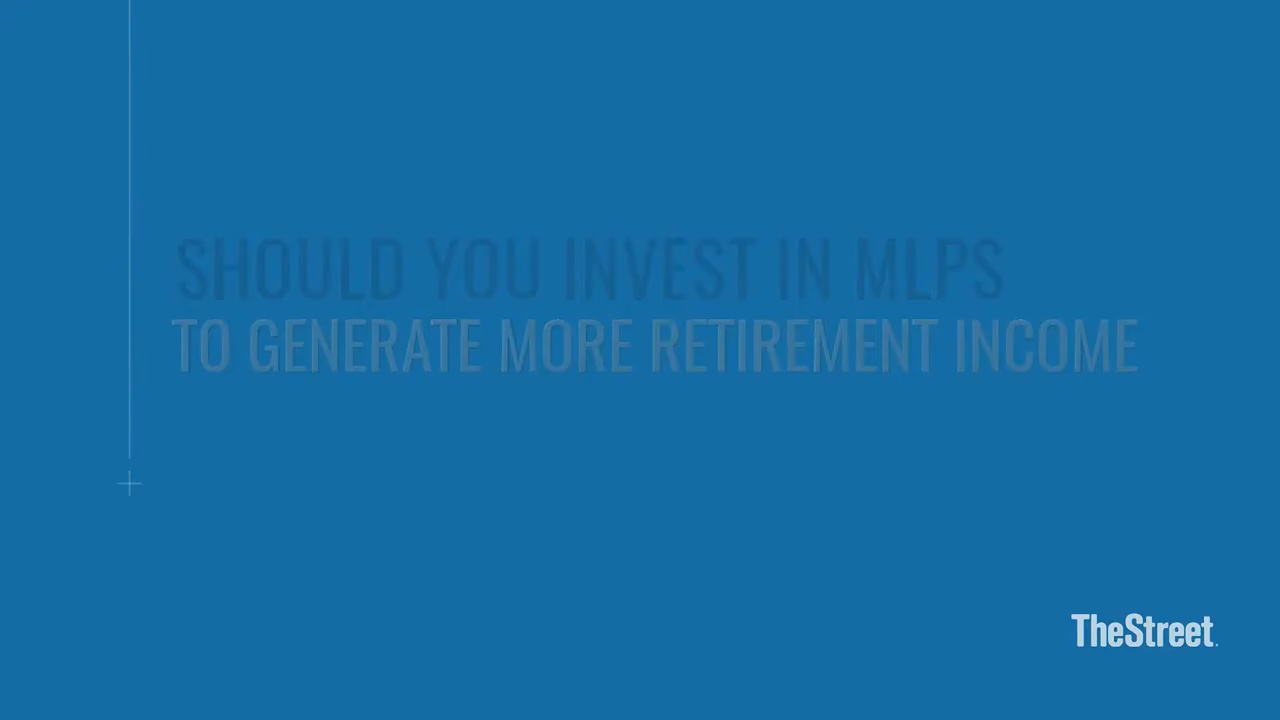 SHOULD YOU INVEST IN MLPS
TO GENERATE MORE RETIREMENT INCOME
TheStreet.